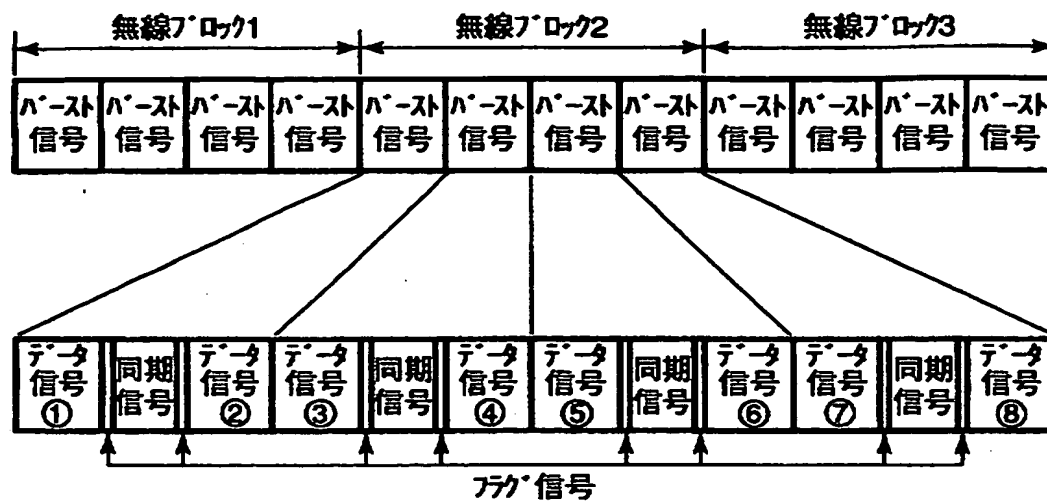 無線ブロック1 無線ブロック2 無線ブロック3
バースト バースト バースト バースト バースト バースト バースト バースト バースト バースト バースト バースト
信号 信号 信号 信号 信号 信号 信号 信号 信号 信号 信号 信号
データ 同期 データ データ 同期 データ データ 同期 データ データ 同期 データ
信号 信号 信号 信号 信号 信号 信号 信号 信号 信号 信号 信号
① ② ③ ④ ⑤ ⑥ ⑦ ⑧
フラグ信号